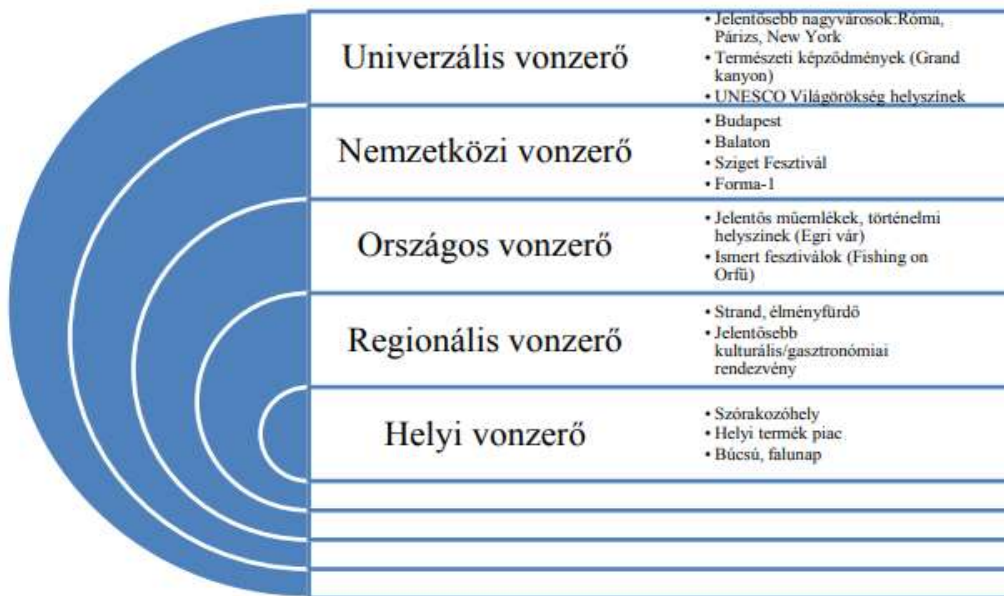 Univerzális vonzerő
• Jelentősebb nagyvárosok:Róma,
Párizs, New York
• Természeti képződmények (Grand
kanyon)
• UNESCO Világörökség helyszínek
Nemzetközi vonzerő
• Budapest
• Balaton
• Sziget Fesztivál
• Forma-1
Országos vonzerő
• Jelentős műemlékek, történelmi
helyszínek (Egri vár)
• Ismert fesztiválok (Fishing on
Orfű)
Regionális vonzerő
• Strand, élményfürdő
• Jelentősebb
kulturális/gasztronómiai
rendezvény
Helyi vonzerő
• Szórakozóhely
• Helyi termék piac
• Búcsú, falunap